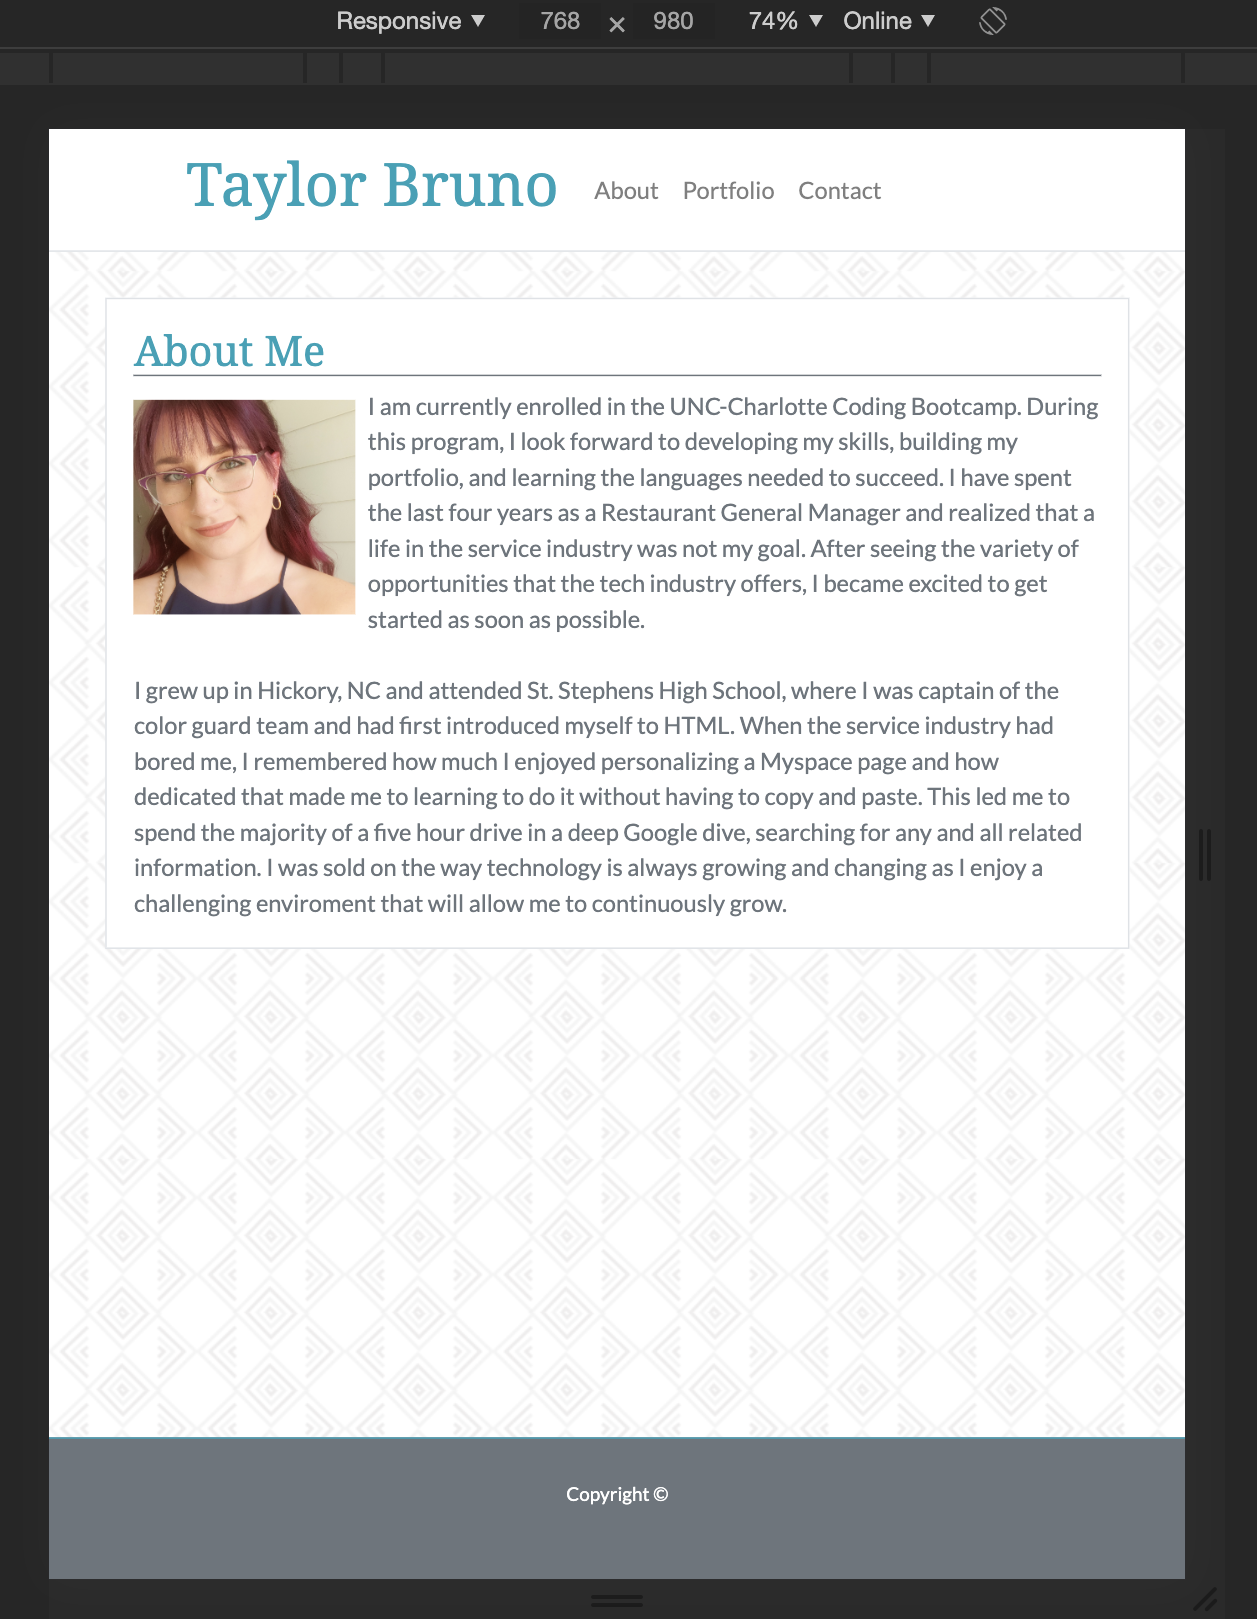 Responsive ▼ 768 × 980 74% ▼ Online ▼
Taylor Bruno About Portfolio Contact
About Me
I am currently enrolled in the UNC-Charlotte Coding Bootcamp. During
this program, I look forward to developing my skills, building my
portfolio, and learning the languages needed to succeed. I have spent
the last four years as a Restaurant General Manager and realized that a
life in the service industry was not my goal. After seeing the variety of
opportunities that the tech industry offers, I became excited to get
started as soon as possible.
I grew up in Hickory, NC and attended St. Stephens High School, where I was captain of the
color guard team and had first introduced myself to HTML. When the service industry had
bored me, I remembered how much I enjoyed personalizing a Myspace page and how
dedicated that made me to learning to do it without having to copy and paste. This led me to
spend the majority of a five hour drive in a deep Google dive, searching for any and all related
information. I was sold on the way technology is always growing and changing as I enjoy a
challenging enviroment that will allow me to continuously grow.
Copyright ©